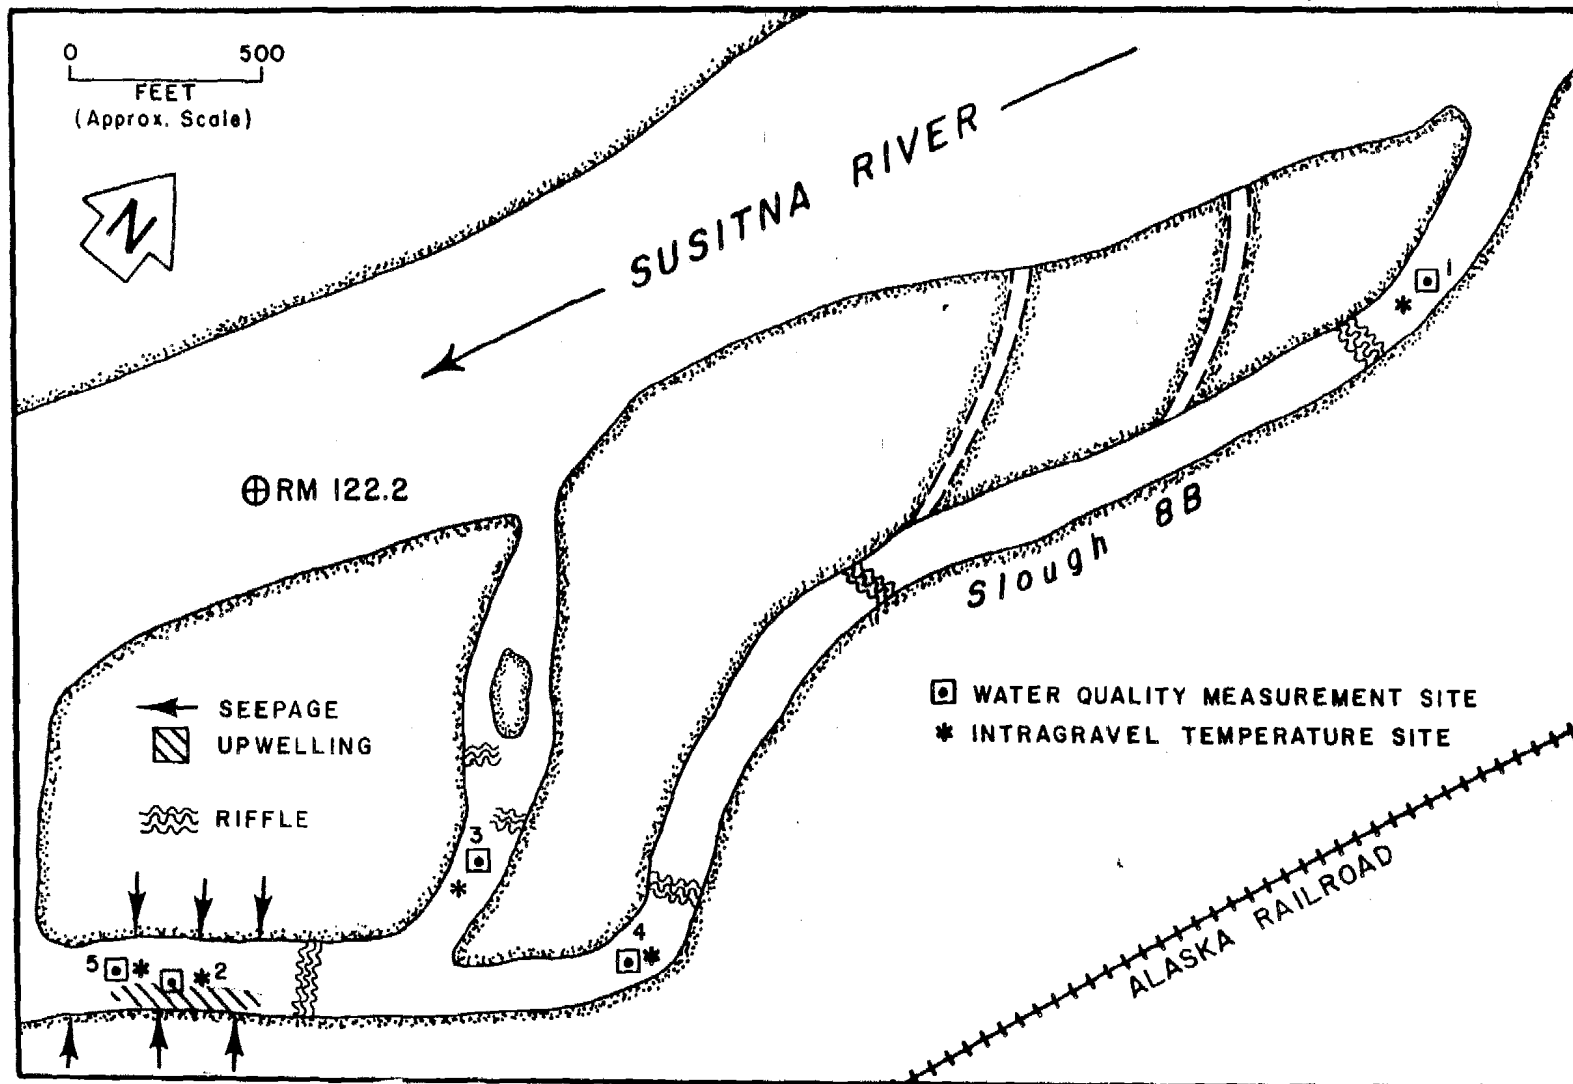 0 500
FEET
(Approx. Scale)
N
SUSITNA RIVER
1
RM 122.2
Slough 8B
SEEPAGE
UPWELLING
RIFFLE
WATER QUALITY MEASUREMENT SITE
* INTRAGRAVEL TEMPERATURE SITE
3
4
5
2
ALASKA RAILROAD